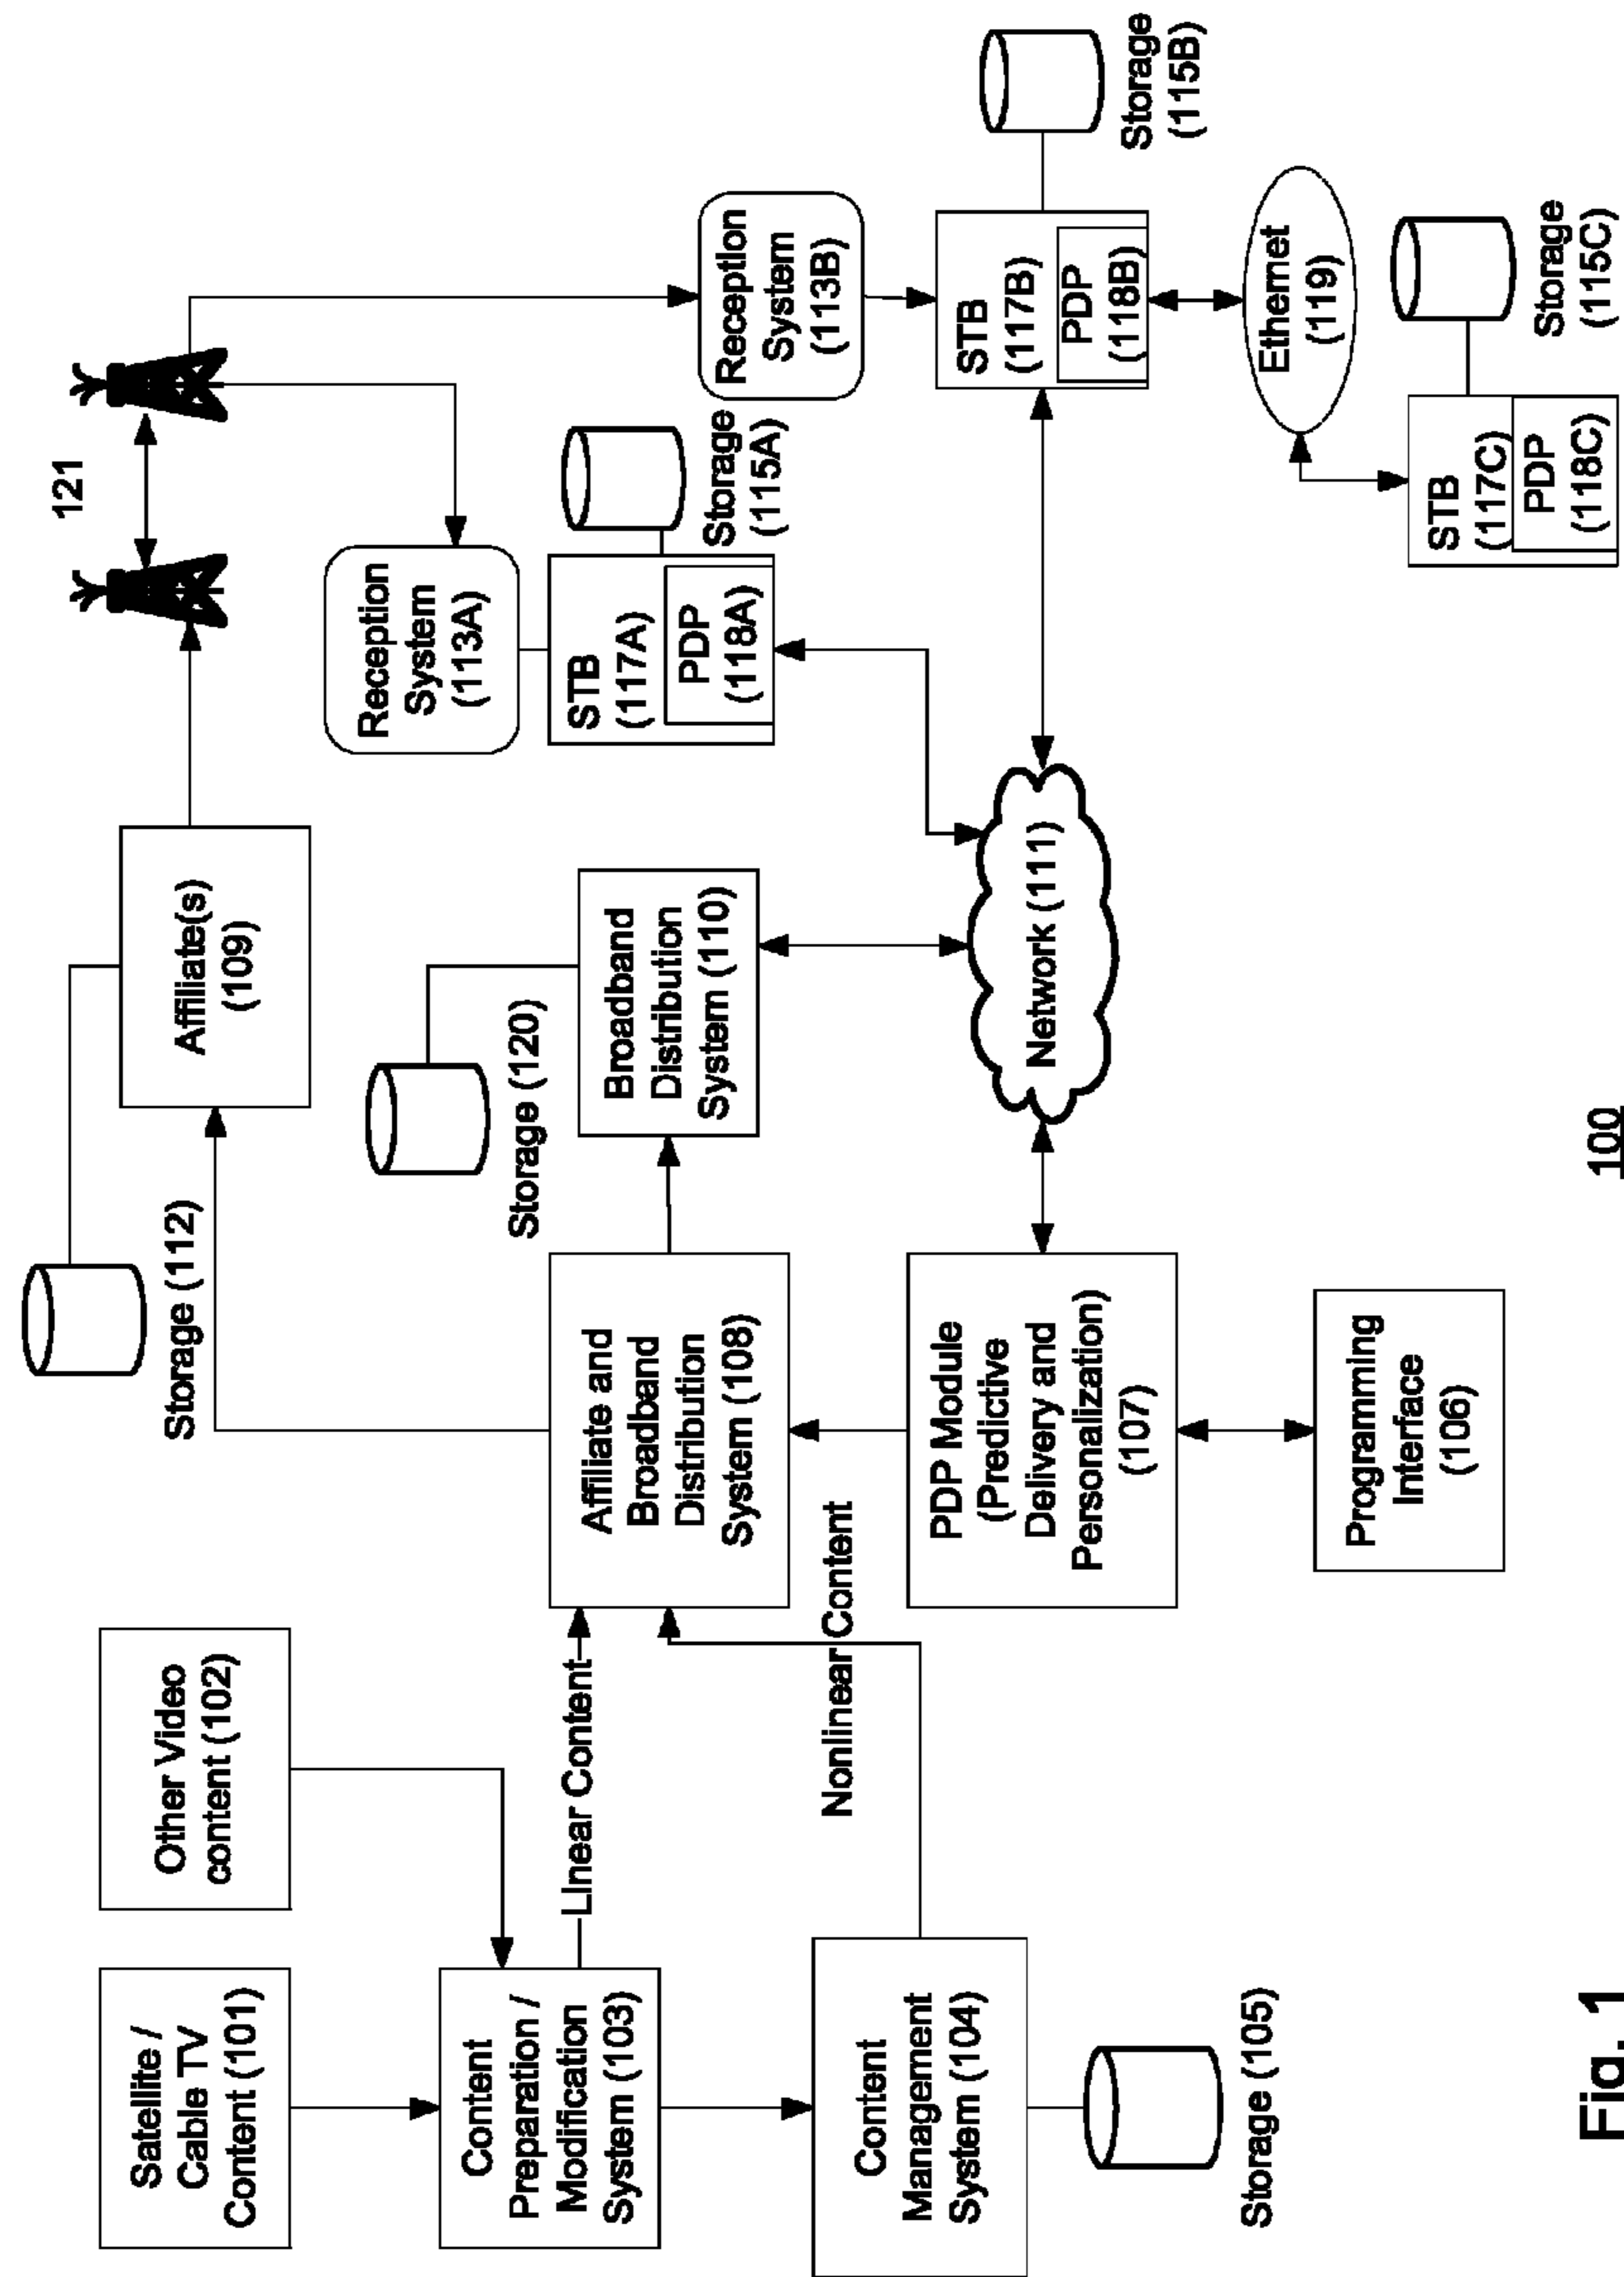 Satellite /
Cable TV
Content (101)
Other Video
content (102)
Content
Preparation /
Modification
System (103)
Linear Content
Content
Management
System (104)
Storage (105)
Nonlinear Content
Storage (112)
Affiliate(s)
(109)
121
Affiliate and
Broadband
Distribution
System (108)
Storage (120)
Broadband
Distribution
System (110)
Reception
System
(113A)
STB
(117A)
PDP
(118A)
Storage
(115A)
Reception
System
(113B)
STB
(117B)
PDP
(118B)
Storage
(115B)
PDP Module
(Predictive
Delivery and
Personalization)
(107)
Network (111)
Ethernet
(119)
Programming
Interface
(106)
STB
(117C)
PDP
(118C)
Storage
(115C)
100
Fig. 1